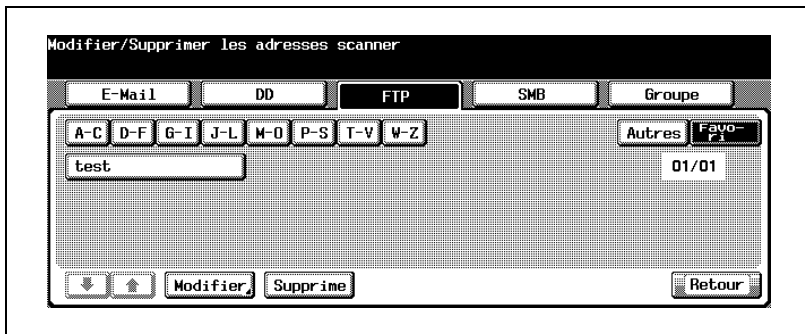 Modifier/Supprimer les adresses scanner
E-Mail DD FTP SMB Groupe
A-C D-F G-I J-L M-O P-S T-V W-Z Autres Favo-
ri
test 01/01
Modifier Supprime Retour